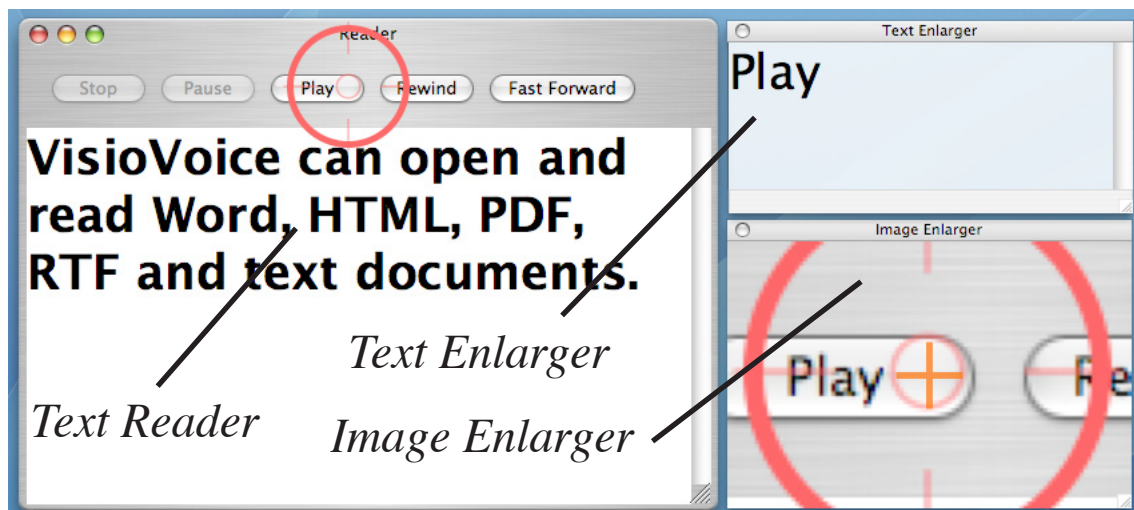 Reader
Stop Pause Play Rewind Fast Forward
VisioVoice can open and
read Word, HTML, PDF,
RTF and text documents.
Text Enlarger
Image Enlarger
Text Reader
Text Enlarger
Play
Image Enlarger
Play Re